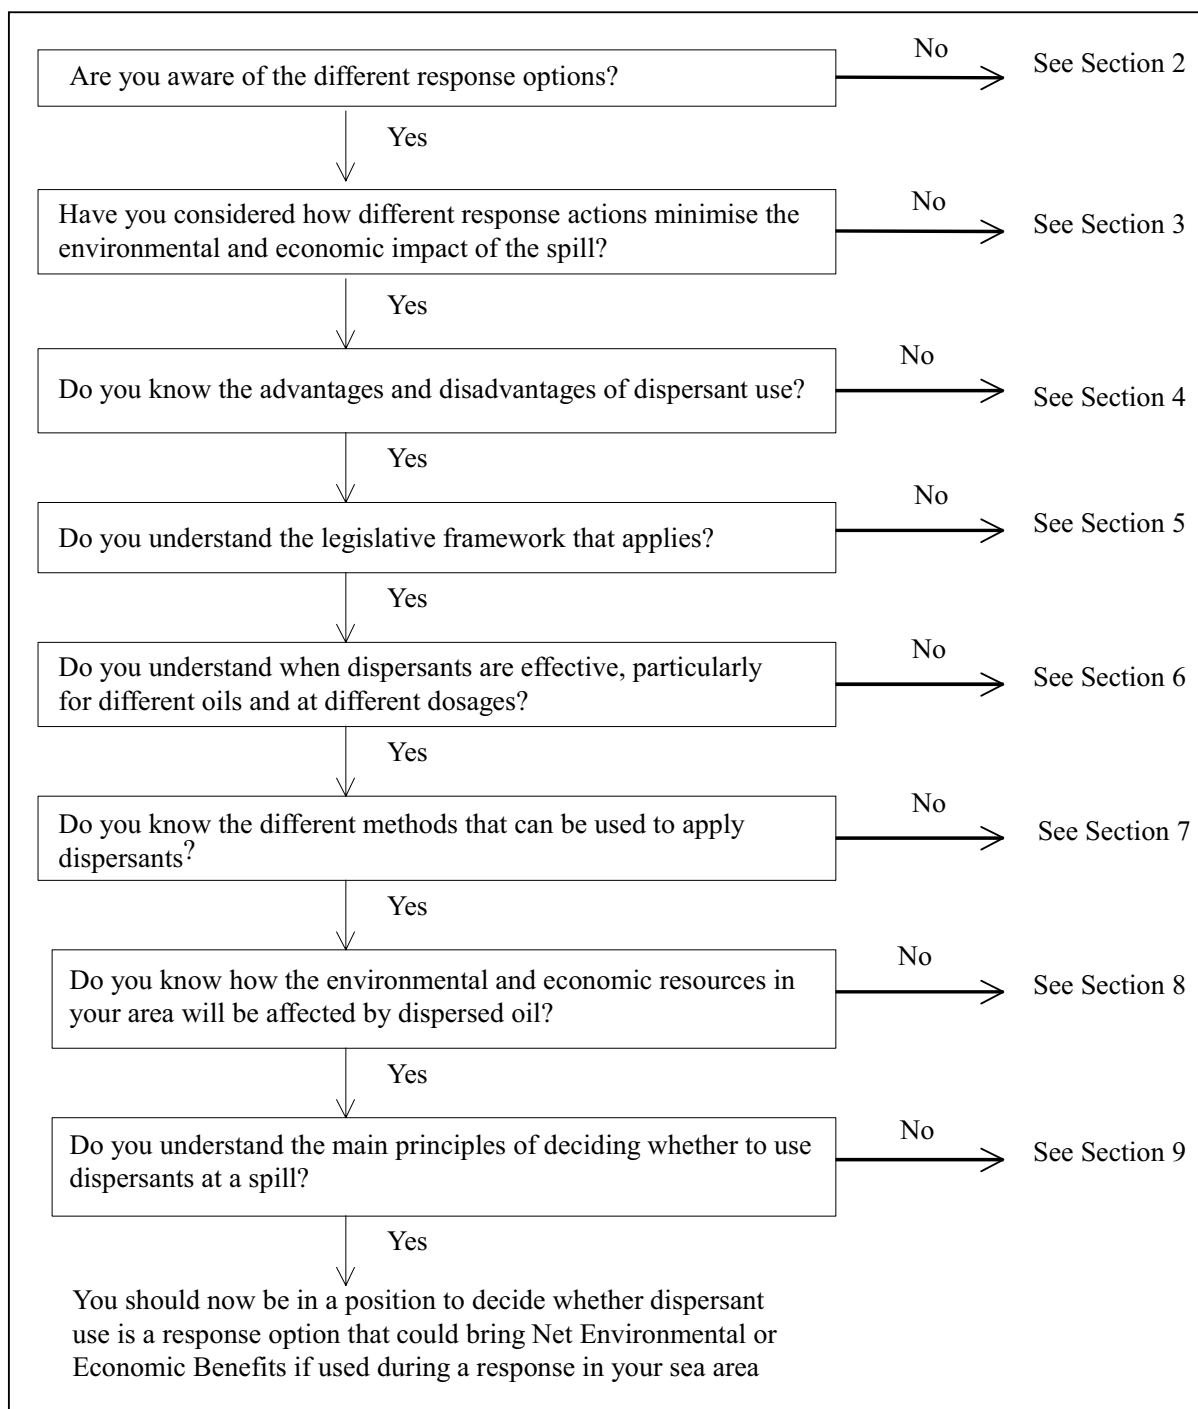 No
See Section 2
Are you aware of the different response options?
Yes
No
See Section 3
Have you considered how different response actions minimise the
environmental and economic impact of the spill?
Yes
No
Do you know the advantages and disadvantages of dispersant use?
See Section 4
Yes
No
See Section 5
Do you understand the legislative framework that applies?
Yes
No
See Section 6
Do you understand when dispersants are effective, particularly
for different oils and at different dosages?
Yes
No
Do you know the different methods that can be used to apply
dispersants?
See Section 7
Yes
No
Do you know how the environmental and economic resources in
your area will be affected by dispersed oil?
See Section 8
Yes
No
Do you understand the main principles of deciding whether to use
dispersants at a spill?
See Section 9
Yes
You should now be in a position to decide whether dispersant
use is a response option that could bring Net Environmental or
Economic Benefits if used during a response in your sea area